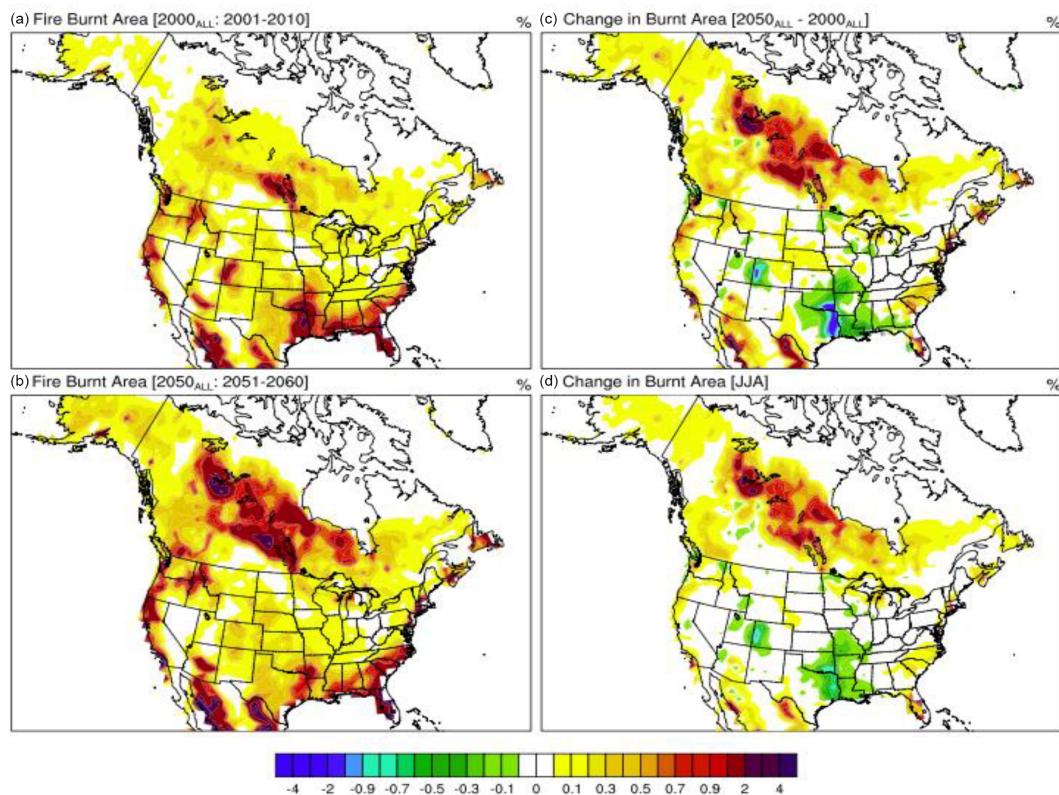 (a) Fire Burnt Area [2000ALL: 2001-2010] %
(c) Change in Burnt Area [2050ALL - 2000ALL] %
(b) Fire Burnt Area [2050ALL: 2051-2060] %
(d) Change in Burnt Area [JJA] %
-4 -2 -0.9 -0.7 -0.5 -0.3 -0.1 0 0.1 0.3 0.5 0.7 0.9 2 4